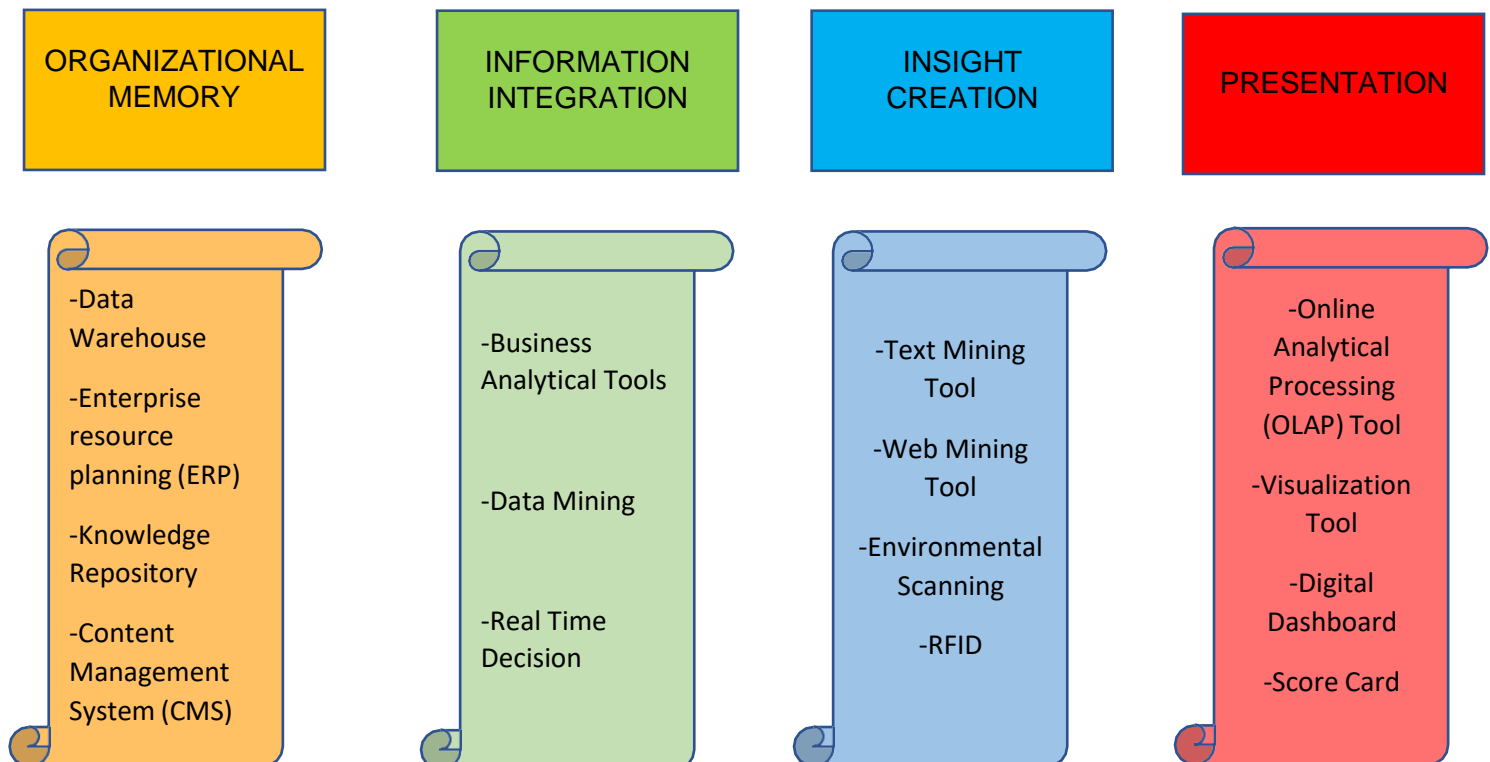 ORGANIZATIONAL
MEMORY
INFORMATION
INTEGRATION
INSIGHT
CREATION
PRESENTATION
-Data
Warehouse
-Enterprise
resource
planning (ERP)
-Knowledge
Repository
-Content
Management
System (CMS)
-Business
Analytical Tools
-Data Mining
-Real Time
Decision
-Text Mining
Tool
-Web Mining
Tool
-Environmental
Scanning
-RFID
-Online
Analytical
Processing
(OLAP) Tool
-Visualization
Tool
-Digital
Dashboard
-Score Card